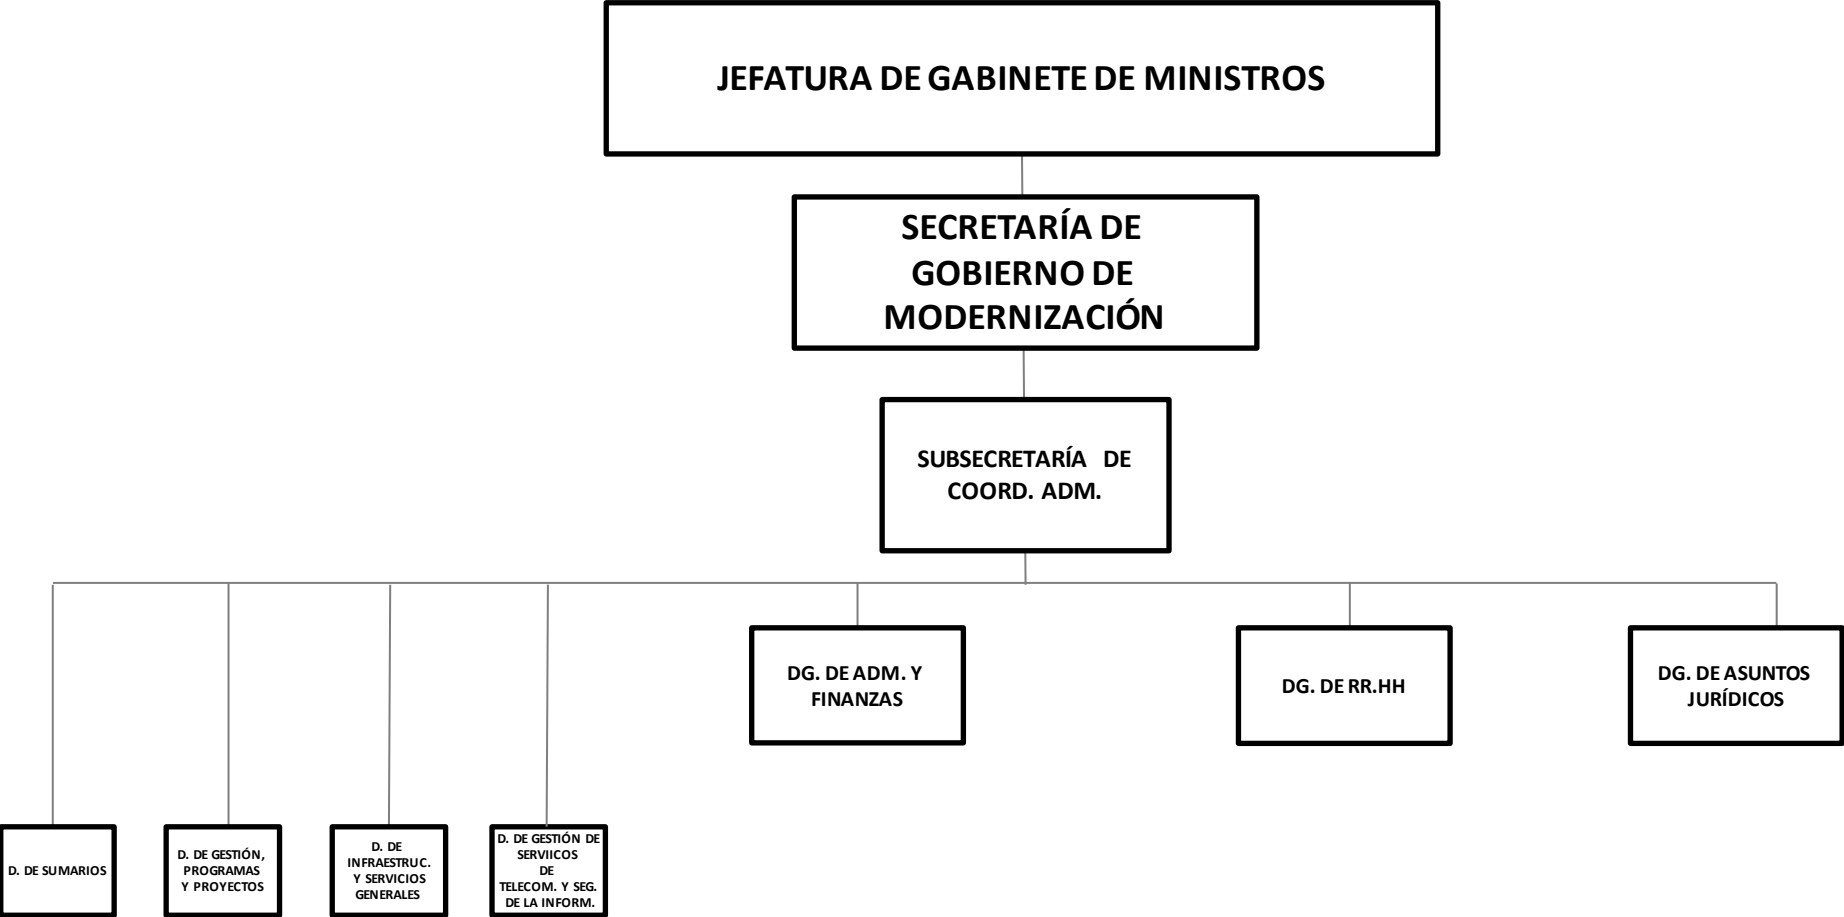 JEFATURA DE GABINETE DE MINISTROS
SECRETARÍA DE
GOBIERNO DE
MODERNIZACIÓN
SUBSECRETARÍA DE
COORD. ADM.
DG. DE ADM. Y
FINANZAS
DG. DE RR.HH
DG. DE ASUNTOS
JURÍDICOS
D. DE SUMARIOS
D. DE GESTIÓN,
PROGRAMAS
Y PROYECTOS
D. DE
INFRAESTRUC.
Y SERVICIOS
GENERALES
D. DE GESTIÓN DE
SERVIICOS
DE
TELECOM. Y SEG.
DE LA INFORM.